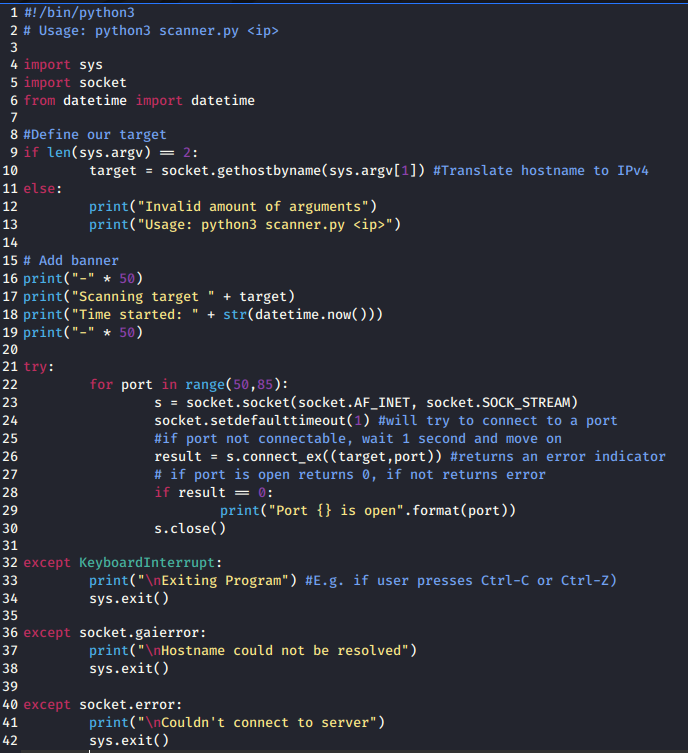 1 #!/bin/python3
2 # Usage: python3 scanner.py <ip>
3
4 import sys
5 import socket
6 from datetime import datetime
7
8 #Define our target
9 if len(sys.argv) == 2:
10         target = socket.gethostbyname(sys.argv[1]) #Translate hostname to IPv4
11 else:
12         print("Invalid amount of arguments")
13         print("Usage: python3 scanner.py <ip>")
14
15 # Add banner
16 print("-" * 50)
17 print("Scanning target " + target)
18 print("Time started: " + str(datetime.now()))
19 print("-" * 50)
20
21 try:
22         for port in range(50,85):
23                 s = socket.socket(socket.AF_INET, socket.SOCK_STREAM)
24                 socket.setdefaulttimeout(1) #will try to connect to a port
25                 #if port not connectable, wait 1 second and move on
26                 result = s.connect_ex((target,port)) #returns an error indicator
27                 # if port is open returns 0, if not returns error
28                 if result == 0:
29                         print("Port {} is open".format(port))
30                 s.close()
31
32 except KeyboardInterrupt:
33         print("\nExiting Program") #E.g. if user presses Ctrl-C or Ctrl-Z)
34         sys.exit()
35
36 except socket.gaierror:
37         print("\nHostname could not be resolved")
38         sys.exit()
39
40 except socket.error:
41         print("\nCouldn't connect to server")
42         sys.exit()